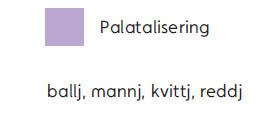 Palatalisering
ballj, mannj, kvittj, reddj